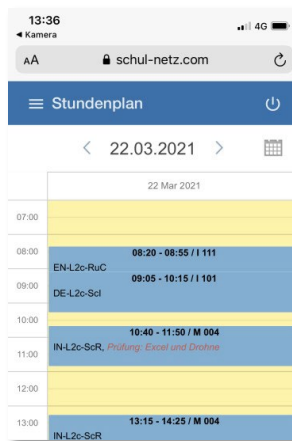 13:36
◀ Kamera
4G
AA
schul-netz.com
Stundenplan
22.03.2021
22 Mar 2021
07:00
08:00
08:20 - 08:55 / I 111
EN-L2c-RuC
09:00
09:05 - 10:15 / I 101
DE-L2c-ScI
10:00
10:40 - 11:50 / M 004
IN-L2c-ScR, Prüfung: Excel und Drohne
11:00
12:00
13:00
13:15 - 14:25 / M 004
IN-L2c-ScR